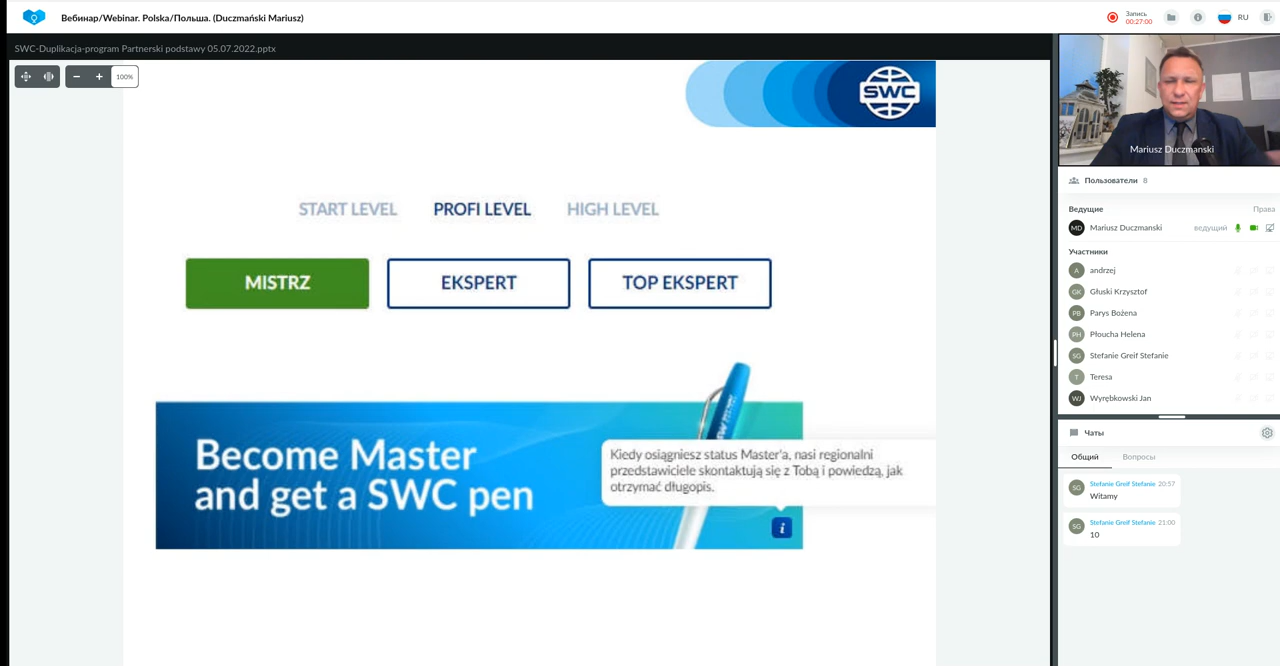 Вебинар/Webinar. Polska/Польша. (Duczmański Mariusz)
Запись
00:27:00
RU
SWC-Duplikacja-program Partnerski podstawy 05.07.2022.pptx
100%
SWC
START LEVEL PROFI LEVEL HIGH LEVEL
MISTRZ EKSPERT TOP EKSPERT
Become Master
and get a SWC pen
Kiedy osiągniesz status Master'a, nasi regionalni
przedstawiciele skontaktują się z Tobą i powiedzą, jak
otrzymać długopis.
i
Mariusz Duczmanski
Пользователи 8
Ведущие Права
MD Mariusz Duczmanski ведущий
Участники
A andrzej
GK Głuski Krzysztof
PB Parys Bożena
PH Płoucha Helena
SG Stefanie Greif Stefanie
T Teresa
WJ Wyrębkowski Jan
Чаты
Общий Вопросы
SG Stefanie Greif Stefanie 20:57
Witamy
SG Stefanie Greif Stefanie 21:00
10